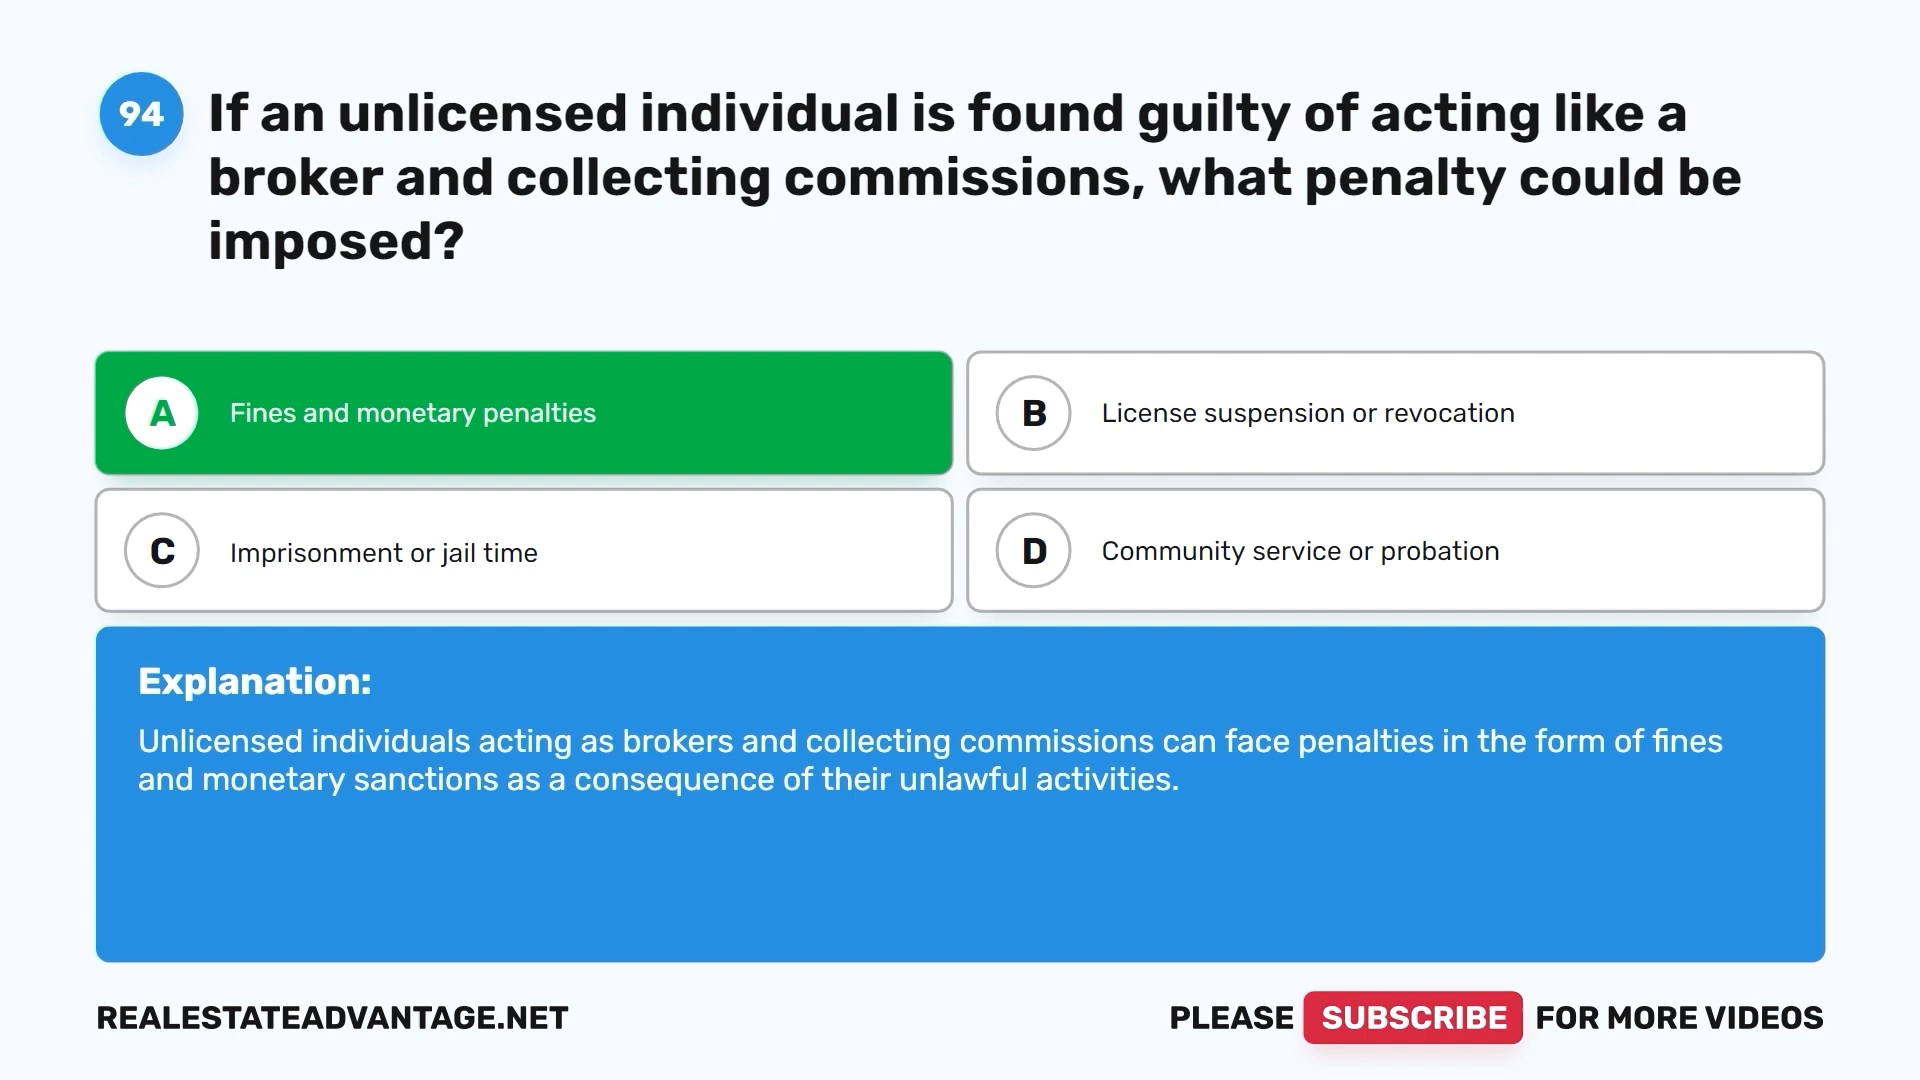 94
If an unlicensed individual is found guilty of acting like a
broker and collecting commissions, what penalty could be
imposed?
A Fines and monetary penalties
B License suspension or revocation
C Imprisonment or jail time
D Community service or probation
Explanation:
Unlicensed individuals acting as brokers and collecting commissions can face penalties in the form of fines
and monetary sanctions as a consequence of their unlawful activities.
REALESTATEADVANTAGE.NET
PLEASE SUBSCRIBE FOR MORE VIDEOS